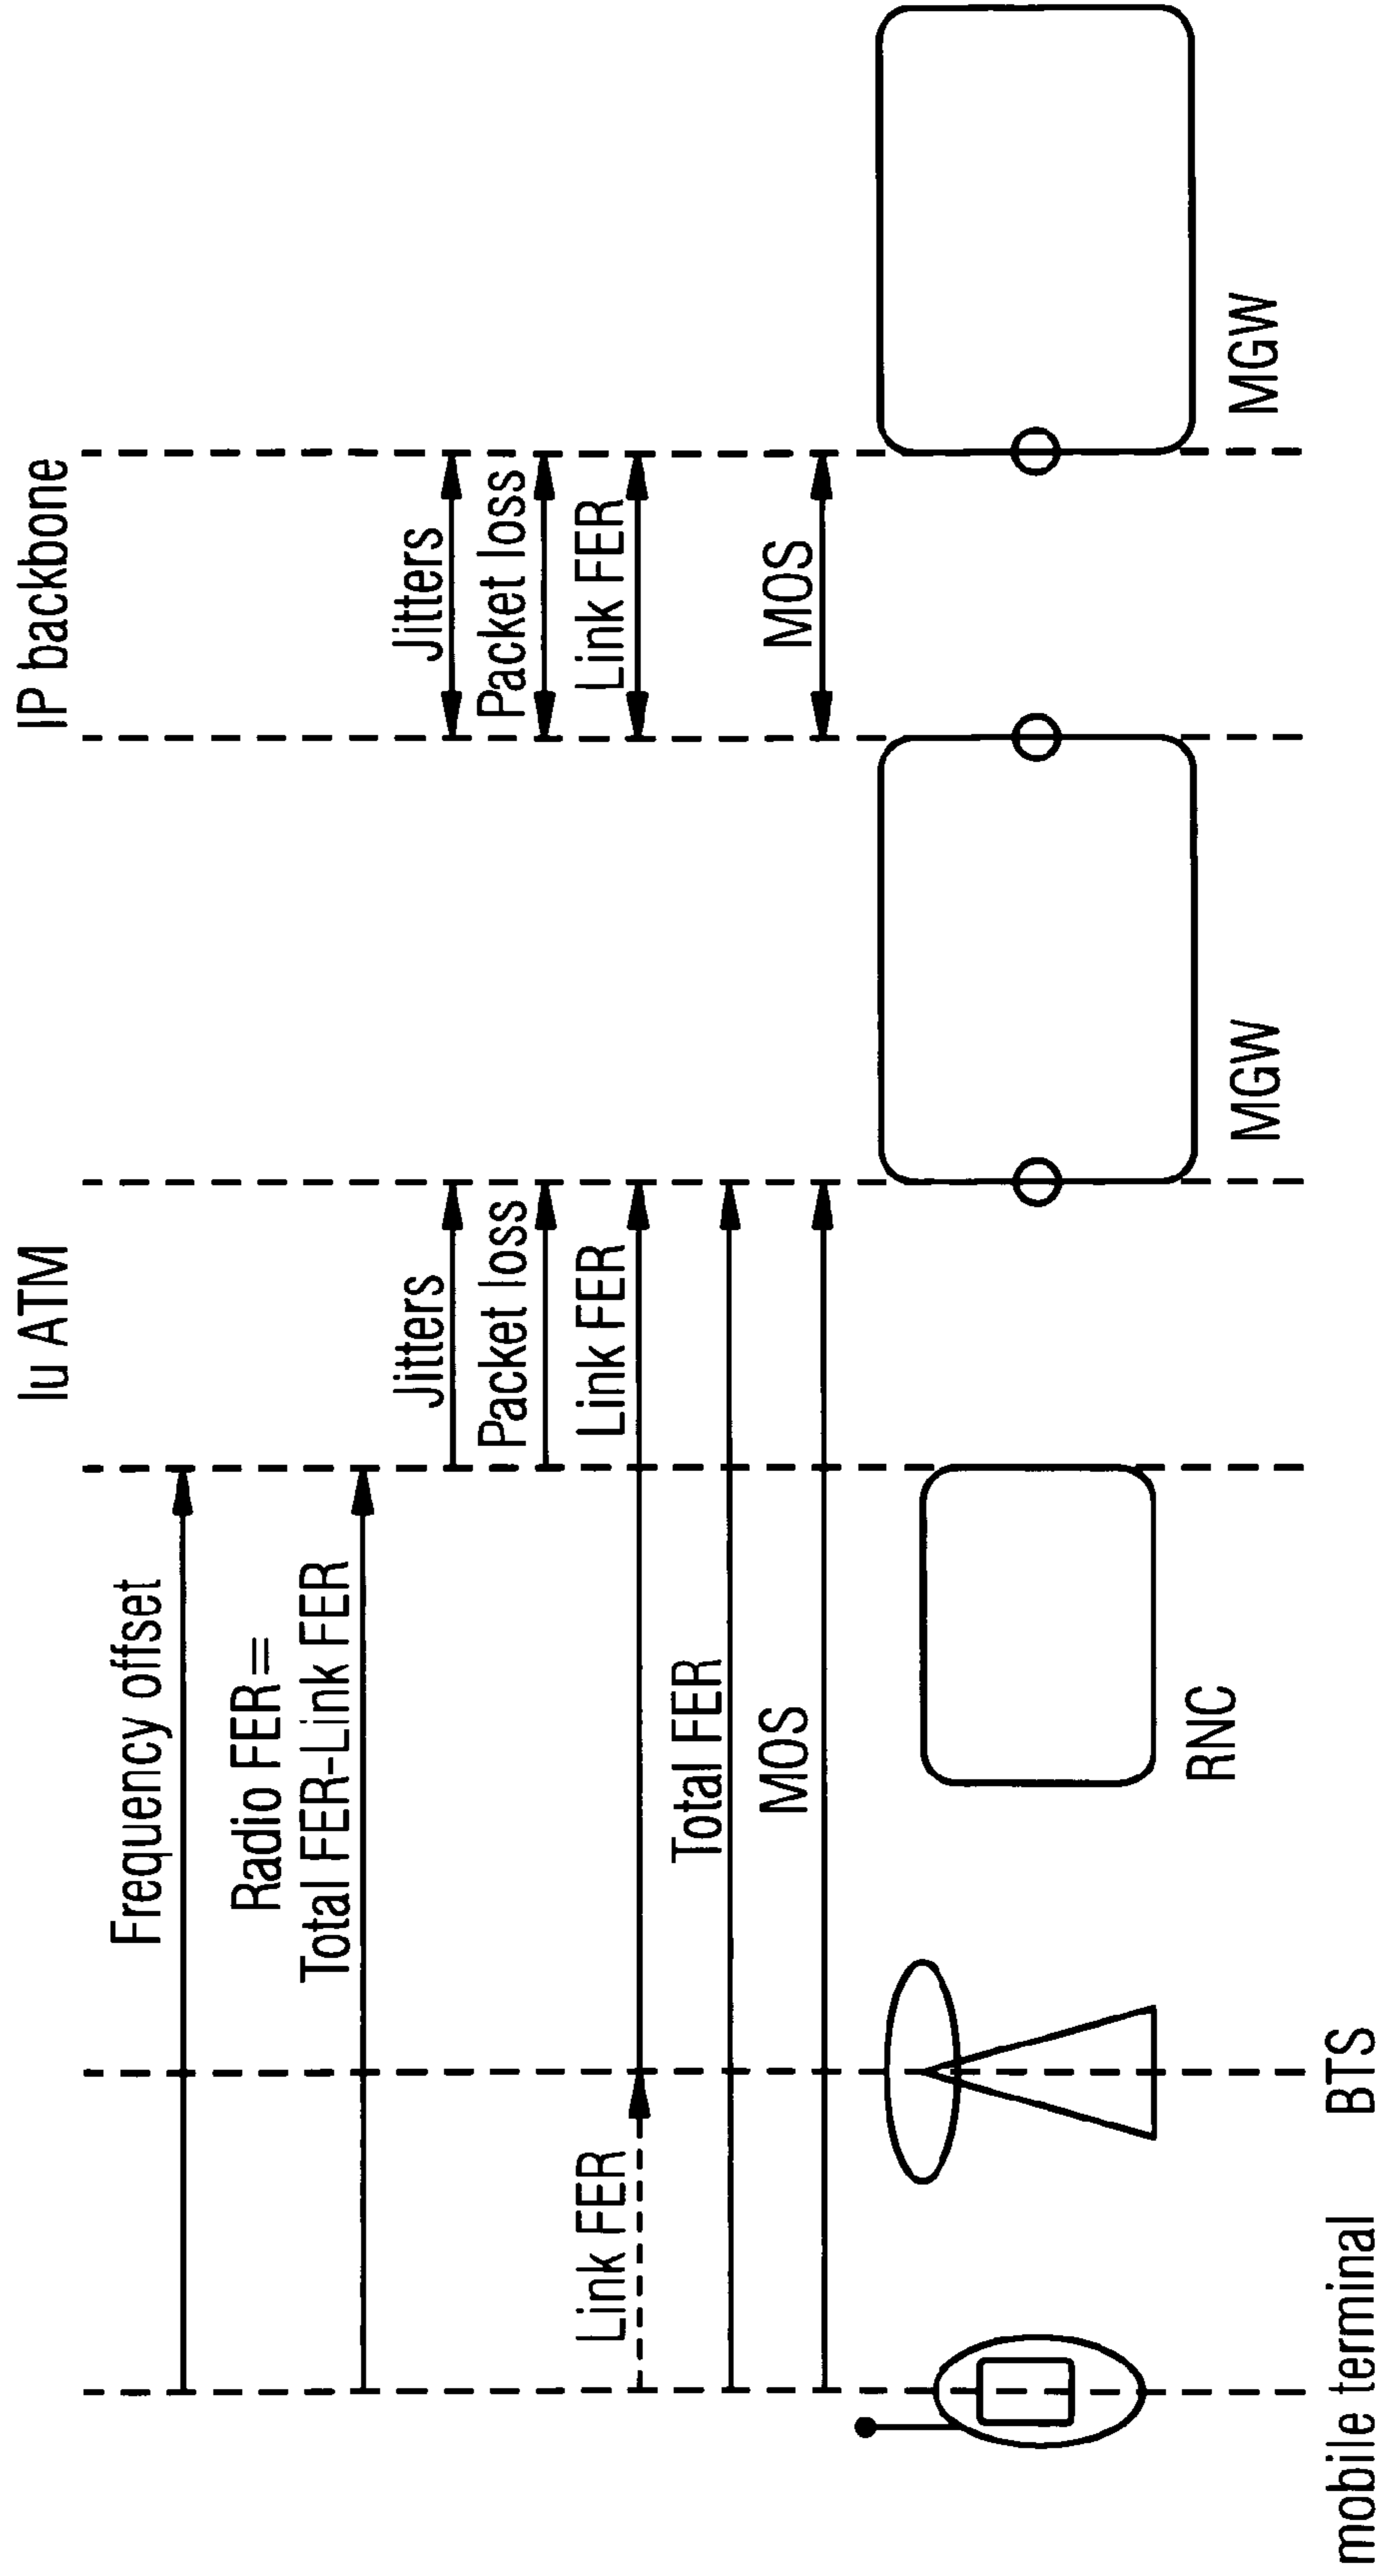 Iu ATM
IP backbone
Frequency offset
Radio FER =
Total FER-Link FER
Jitters
Jitters
Packet loss
Packet loss
Link FER
Link FER
Link FER
Total FER
MOS
MOS
RNC
MGW
MGW
mobile terminal
BTS